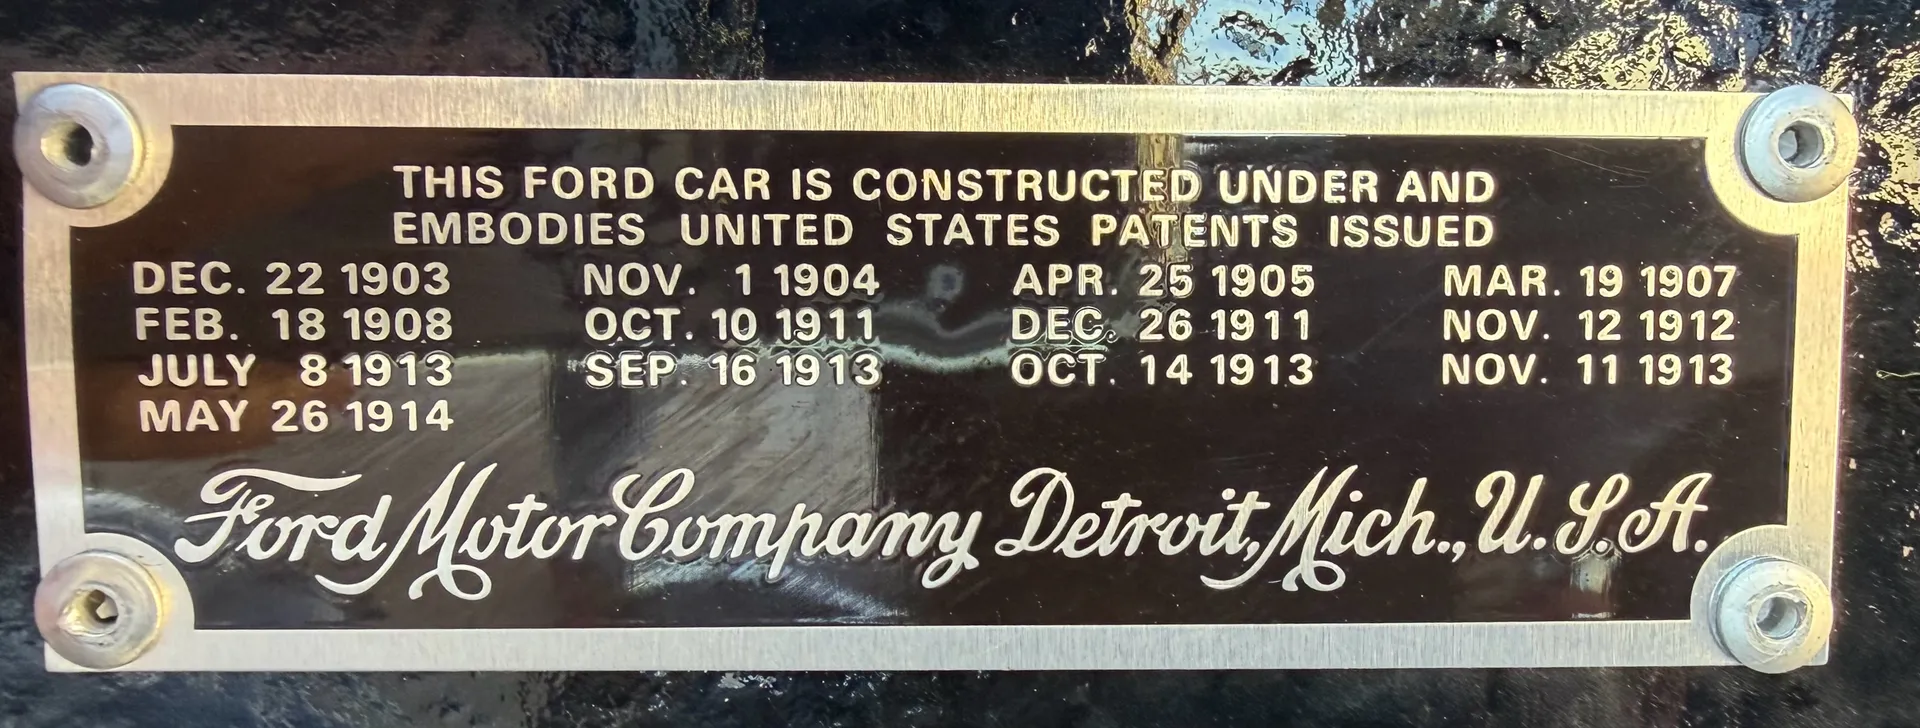 THIS FORD CAR IS CONSTRUCTED UNDER AND
EMBODIES UNITED STATES PATENTS ISSUED
DEC. 22 1903 NOV. 1 1904 APR. 25 1905 MAR. 19 1907
FEB. 18 1908 OCT. 10 1911 DEC. 26 1911 NOV. 12 1912
JULY 8 1913 SEP. 16 1913 OCT. 14 1913 NOV. 11 1913
MAY 26 1914
Ford Motor Company Detroit, Mich., U.S.A.